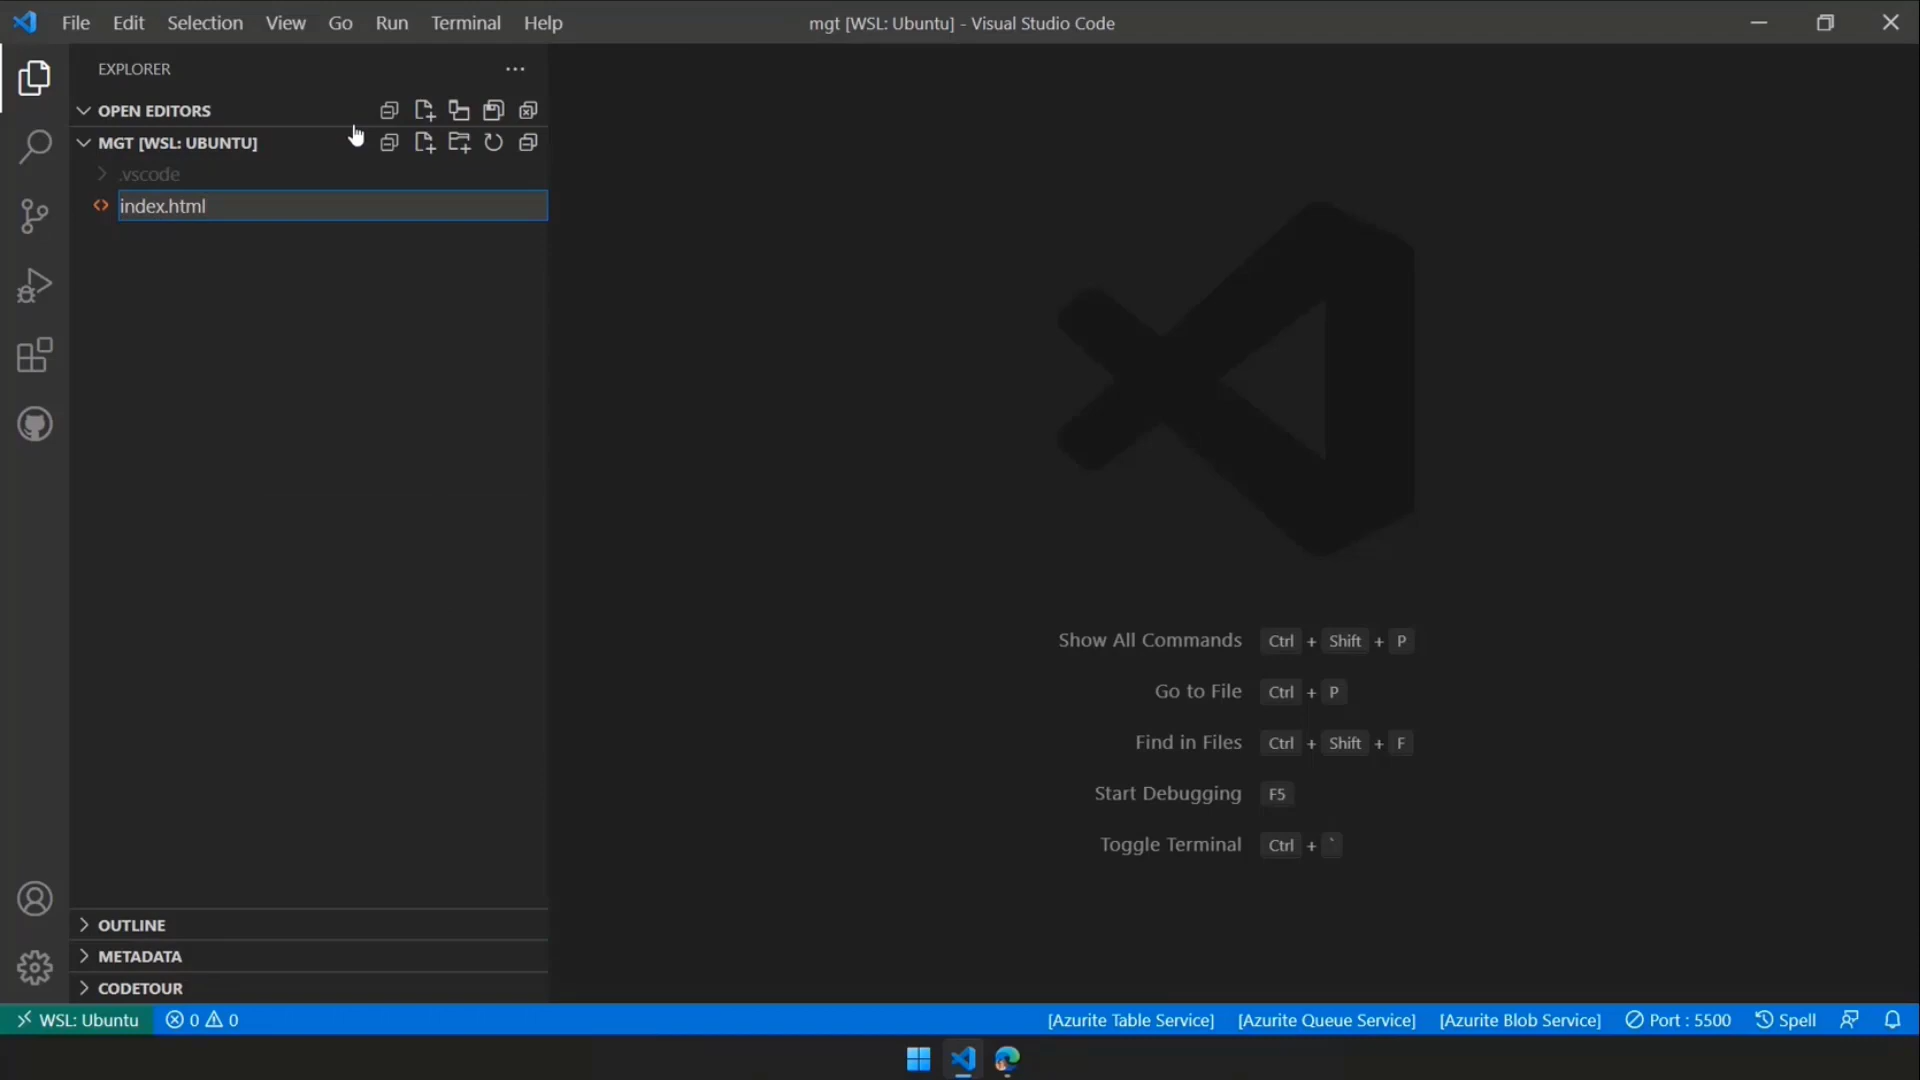 File Edit Selection View Go Run Terminal Help
mgt [WSL: Ubuntu] - Visual Studio Code
EXPLORER
OPEN EDITORS
MGT [WSL: UBUNTU]
.vscode
index.html
Show All Commands Ctrl + Shift + P
Go to File Ctrl + P
Find in Files Ctrl + Shift + F
Start Debugging F5
Toggle Terminal Ctrl + `
OUTLINE
METADATA
CODETOUR
WSL: Ubuntu 0 0 [Azurite Table Service] [Azurite Queue Service] [Azurite Blob Service] Port : 5500 Spell